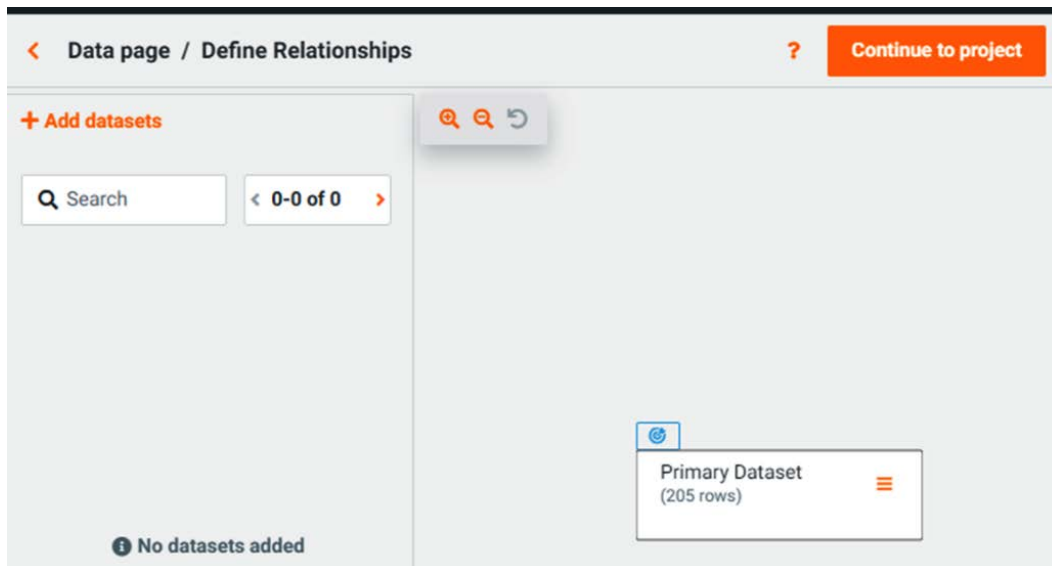 Data page / Define Relationships
? Continue to project
+ Add datasets
Search
0-0 of 0
Primary Dataset
(205 rows)
No datasets added